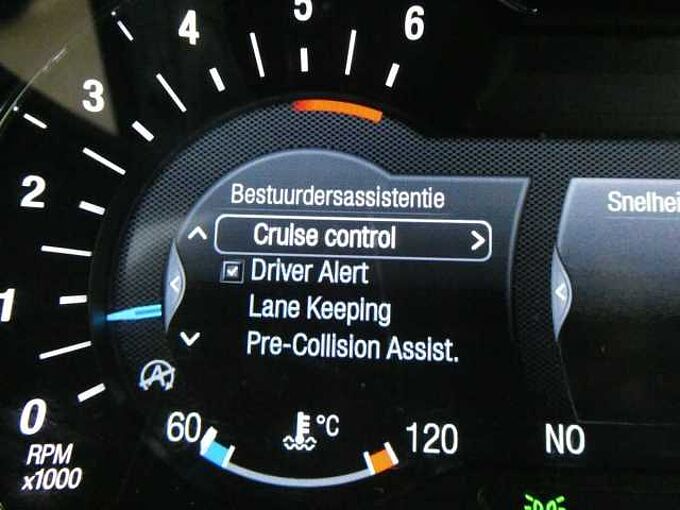 5
4
6
3
2
1
0
RPM
x1000
Bestuurdersassistentie
Cruise control
Driver Alert
Lane Keeping
Pre-Collision Assist.
60
°C
120
NO
Snelhei